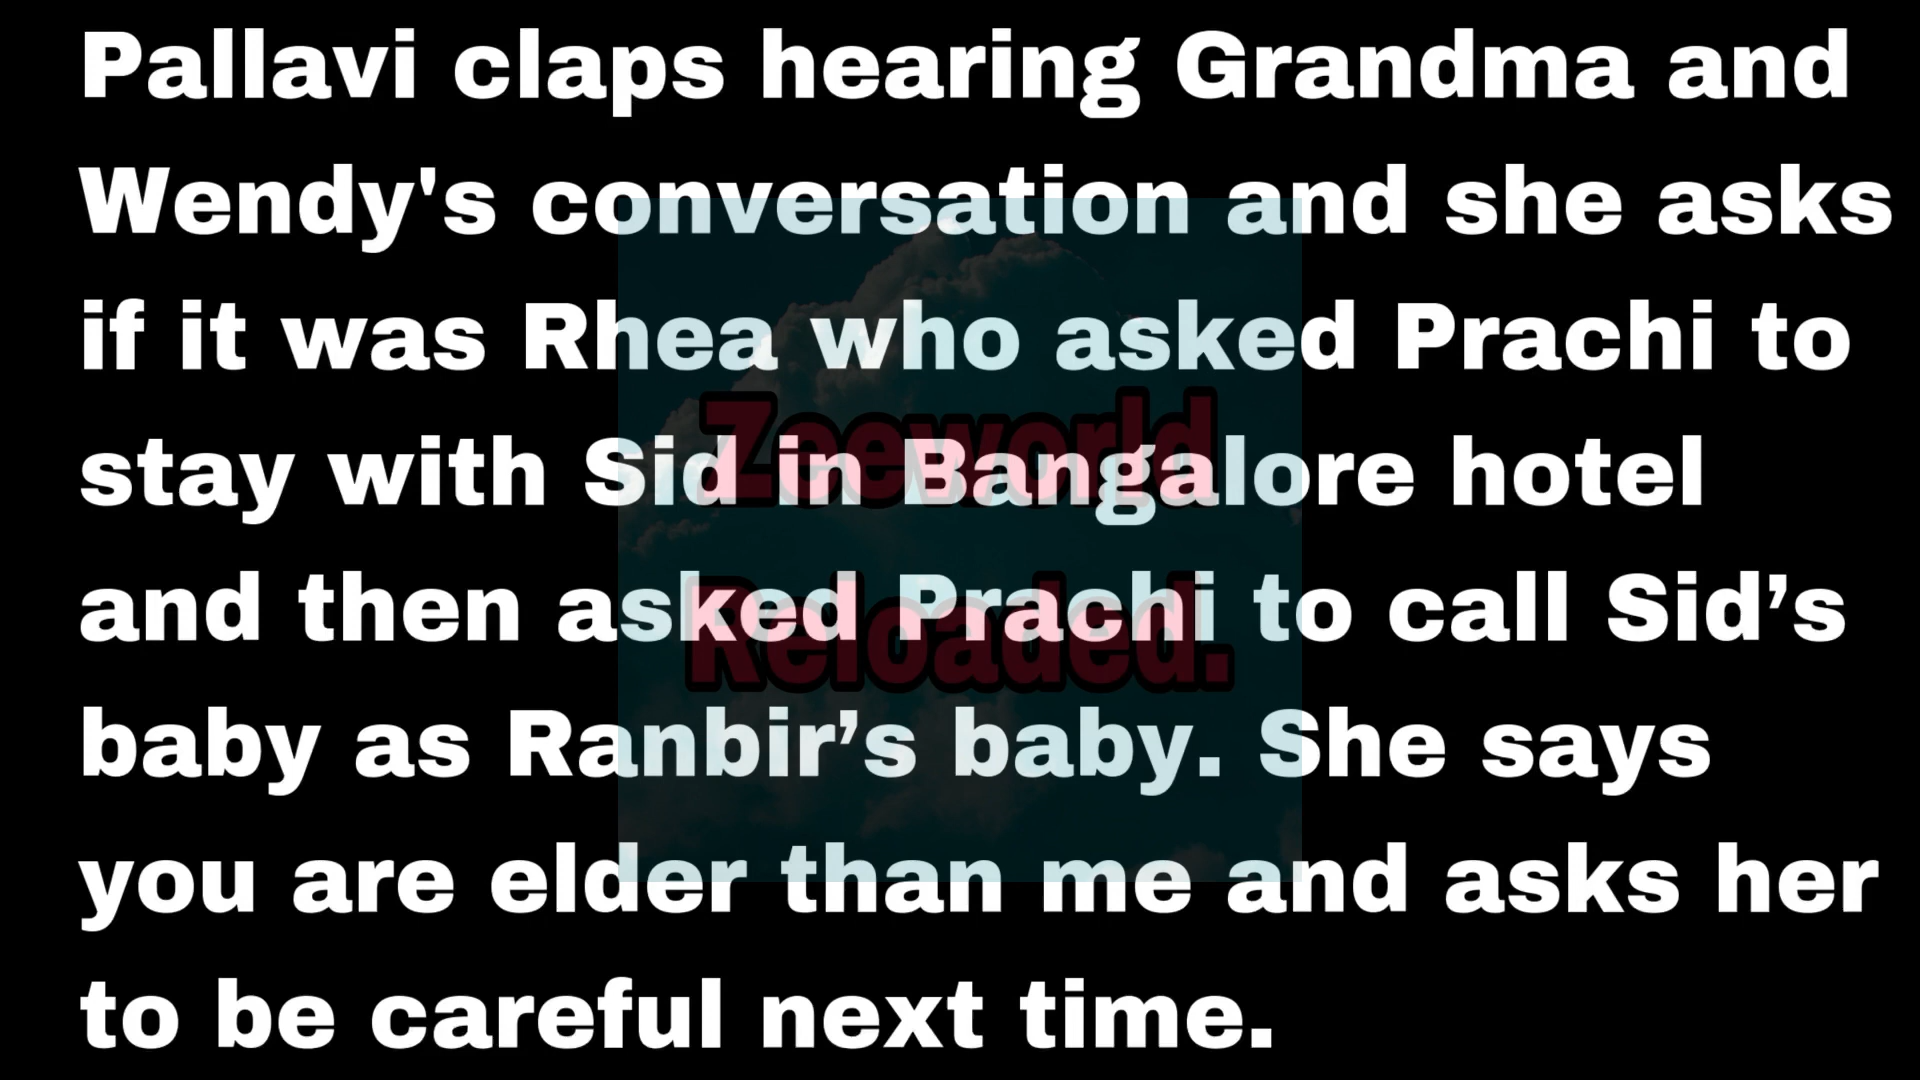 Pallavi claps hearing Grandma and
Wendy's conversation and she asks
if it was Rhea who asked Prachi to
stay with Sid in Bangalore hotel
and then asked Prachi to call Sid’s
baby as Ranbir’s baby. She says
you are elder than me and asks her
to be careful next time.
Zeeworld
Reloaded.